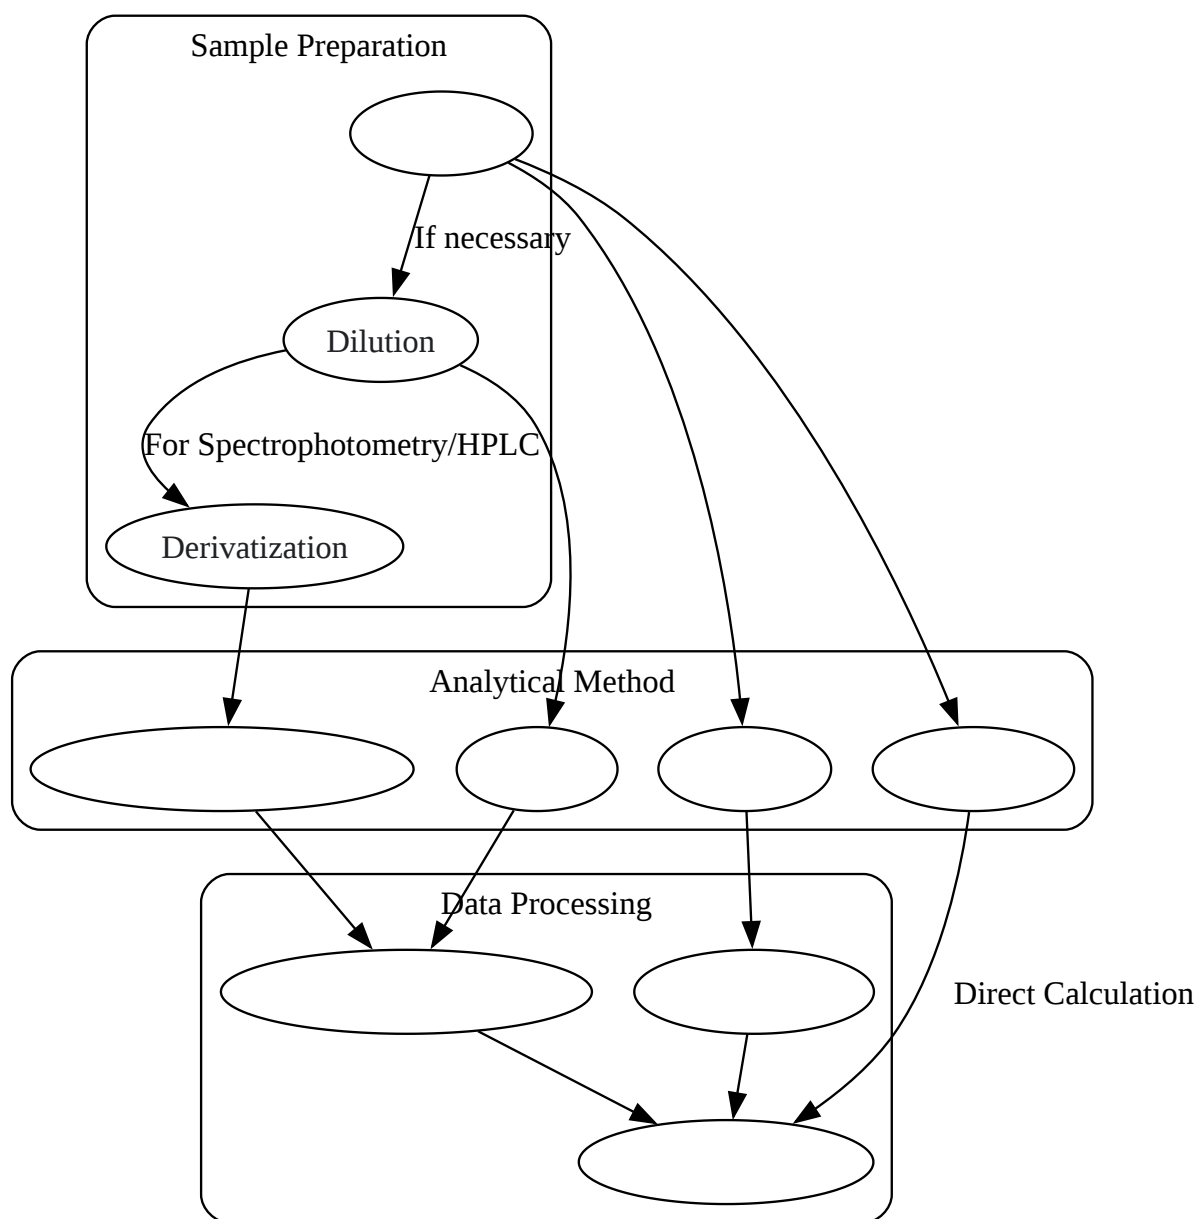 Sample Preparation
If necessary
Dilution
For Spectrophotometry/HPLC
Derivatization
Analytical Method
Data Processing
Direct Calculation